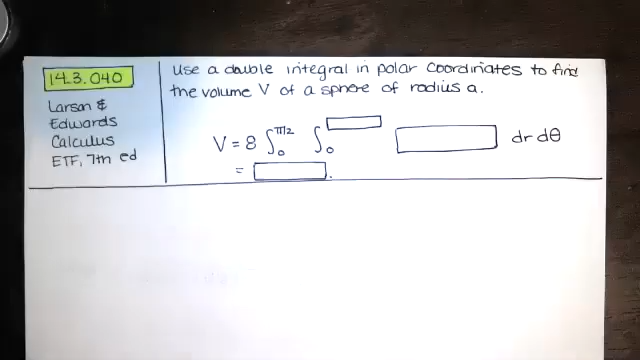 14.3.040
Larson &
Edwards
Calculus
ETF, 7th ed
Use a double integral in polar coordinates to find
the volume V of a sphere of radius a.
V = 8 ∫₀^π/2 ∫₀ dr dθ
= .